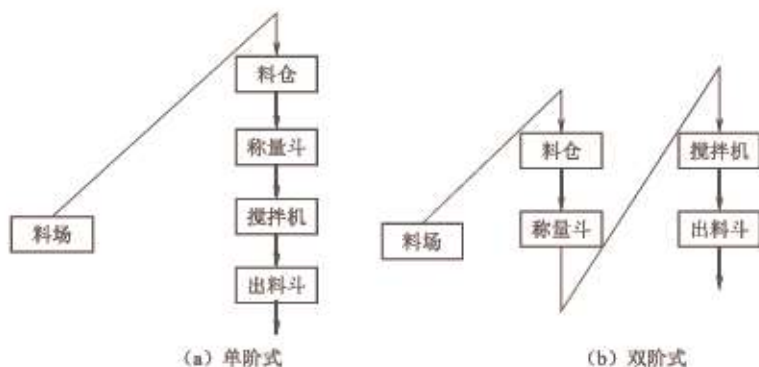 料仓
称量斗
搅拌机
料场
出料斗
(a) 单阶式
料仓
搅拌机
料场
称量斗
出料斗
(b) 双阶式